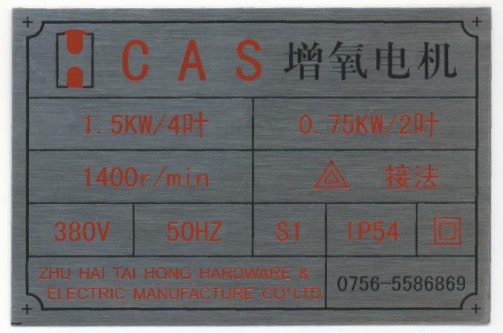 CAS 增氧电机
1.5KW/4叶 0.75KW/2叶
1400r/min 接法
380V 50HZ S1 IP54
ZHU HAI TAI HONG HARDWARE &
ELECTRIC MANUFACTURE CO'LTD
0756-5586869